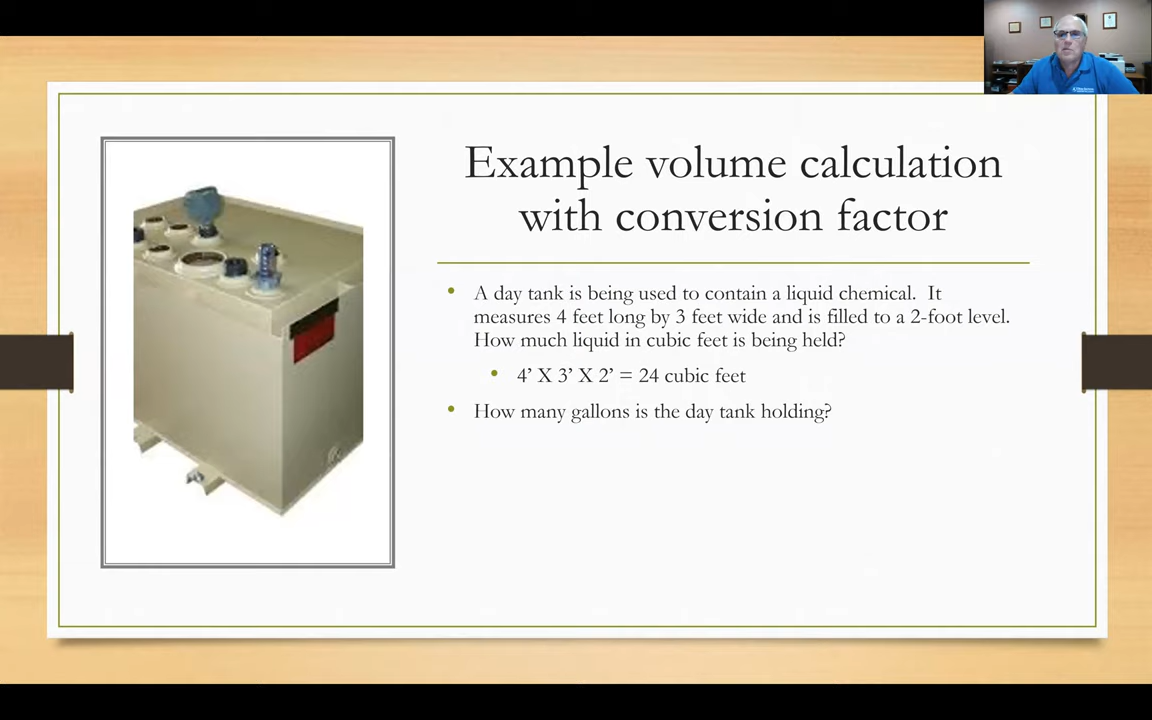 Example volume calculation
with conversion factor
• A day tank is being used to contain a liquid chemical.  It
measures 4 feet long by 3 feet wide and is filled to a 2-foot level.
How much liquid in cubic feet is being held?
• 4’ X 3’ X 2’ = 24 cubic feet
• How many gallons is the day tank holding?